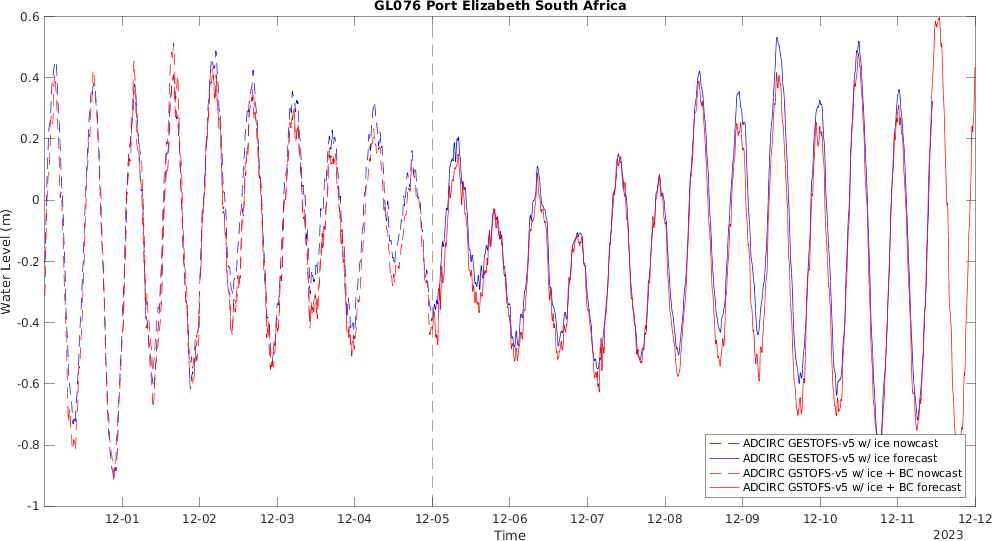 GL076 Port Elizabeth South Africa
0.6
0.4
0.2
0
-0.2
-0.4
-0.6
-0.8
-1
Water Level (m)
12-01 12-02 12-03 12-04 12-05 12-06 12-07 12-08 12-09 12-10 12-11 12-12
Time
2023
ADCIRC GESTOFS-v5 w/ ice nowcast
ADCIRC GESTOFS-v5 w/ ice forecast
ADCIRC GSTOFS-v5 w/ ice + BC nowcast
ADCIRC GSTOFS-v5 w/ ice + BC forecast